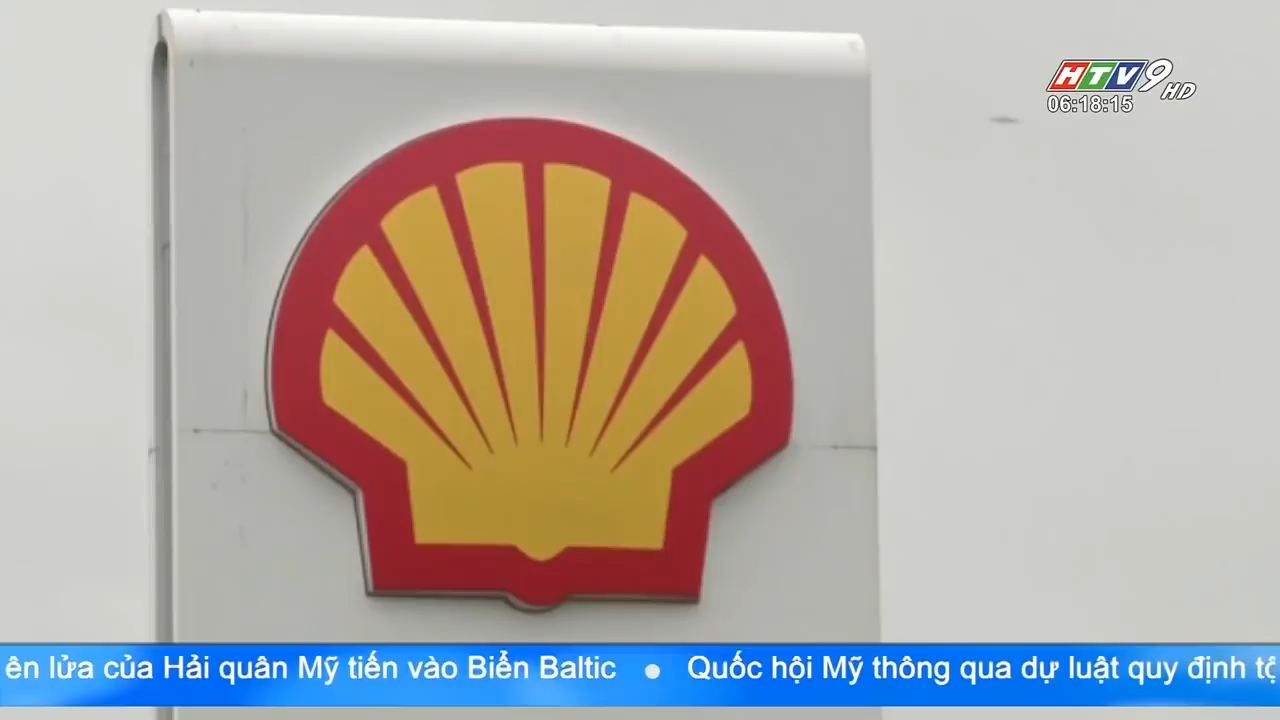 HTV9 HD
06:18:15
ên lửa của Hải quân Mỹ tiến vào Biển Baltic • Quốc hội Mỹ thông qua dự luật quy định